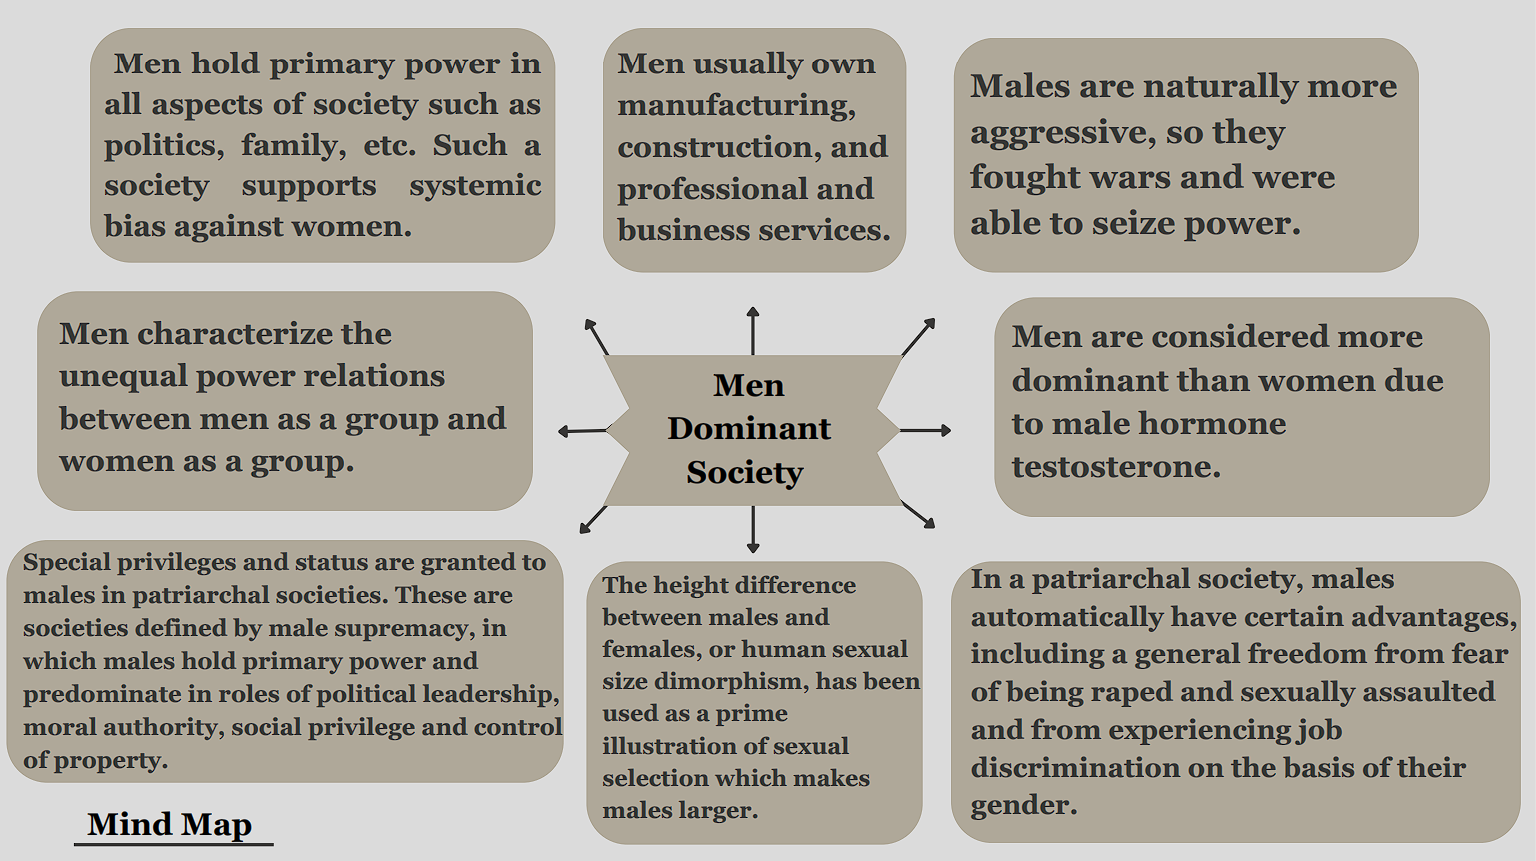 Men hold primary power in
all aspects of society such as
politics, family, etc. Such a
society supports systemic
bias against women.
Men usually own
manufacturing,
construction, and
professional and
business services.
Males are naturally more
aggressive, so they
fought wars and were
able to seize power.
Men characterize the
unequal power relations
between men as a group and
women as a group.
Men
Dominant
Society
Men are considered more
dominant than women due
to male hormone
testosterone.
Special privileges and status are granted to
males in patriarchal societies. These are
societies defined by male supremacy, in
which males hold primary power and
predominate in roles of political leadership,
moral authority, social privilege and control
of property.
The height difference
between males and
females, or human sexual
size dimorphism, has been
used as a prime
illustration of sexual
selection which makes
males larger.
In a patriarchal society, males
automatically have certain advantages,
including a general freedom from fear
of being raped and sexually assaulted
and from experiencing job
discrimination on the basis of their
gender.
Mind Map